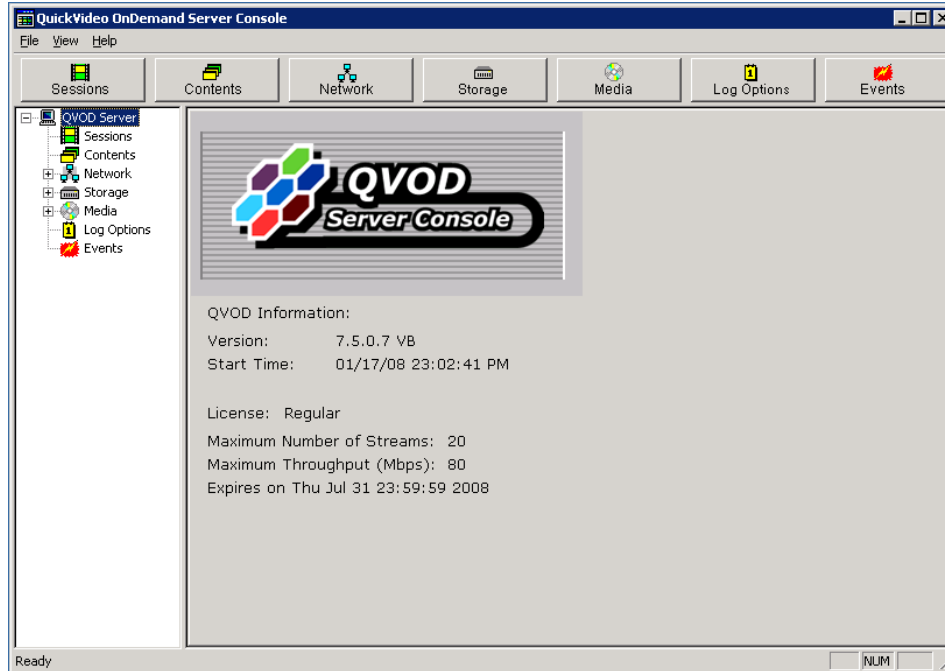 QuickVideo OnDemand Server Console
File View Help
Sessions Contents Network Storage Media Log Options Events
QVOD Server
Sessions
Contents
Network
Storage
Media
Log Options
Events
QVOD
Server Console
QVOD Information:
Version: 7.5.0.7 VB
Start Time: 01/17/08 23:02:41 PM
License: Regular
Maximum Number of Streams: 20
Maximum Throughput (Mbps): 80
Expires on Thu Jul 31 23:59:59 2008
Ready NUM